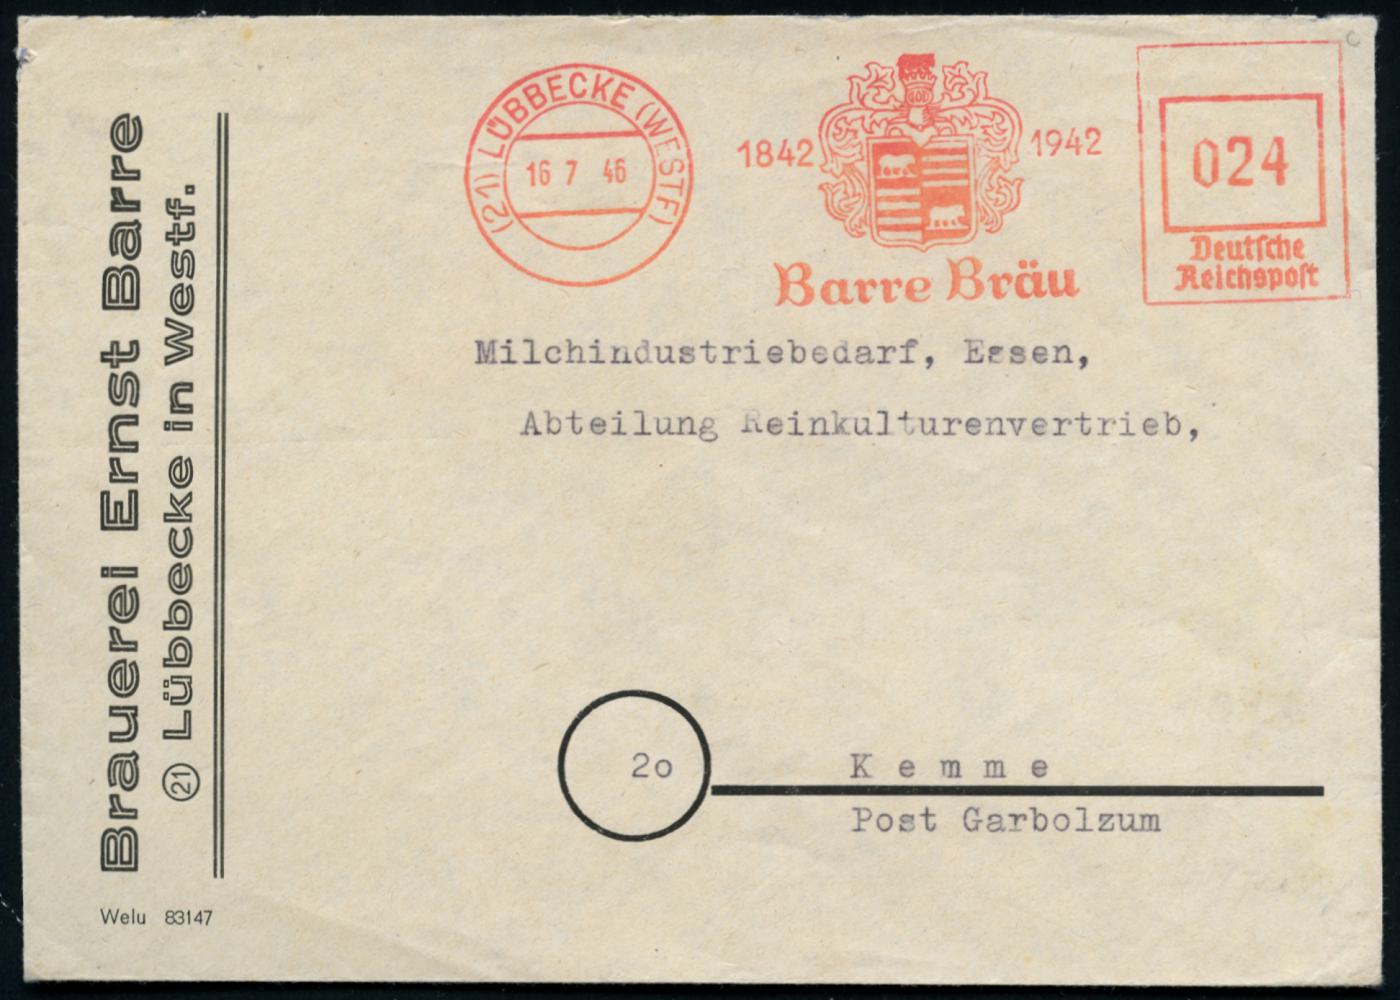 Brauerei Ernst Barre
21 Lübbecke in Westf.
Welu 83147
(21) LÜBBECKE (WESTF)
16 7 46
1842
1942
Barre Bräu
024
Deutsche
Reichspost
Milchindustriebedarf, Essen,
Abteilung Reinkulturenvertrieb,
2o
K e m m e
Post Garbolzum